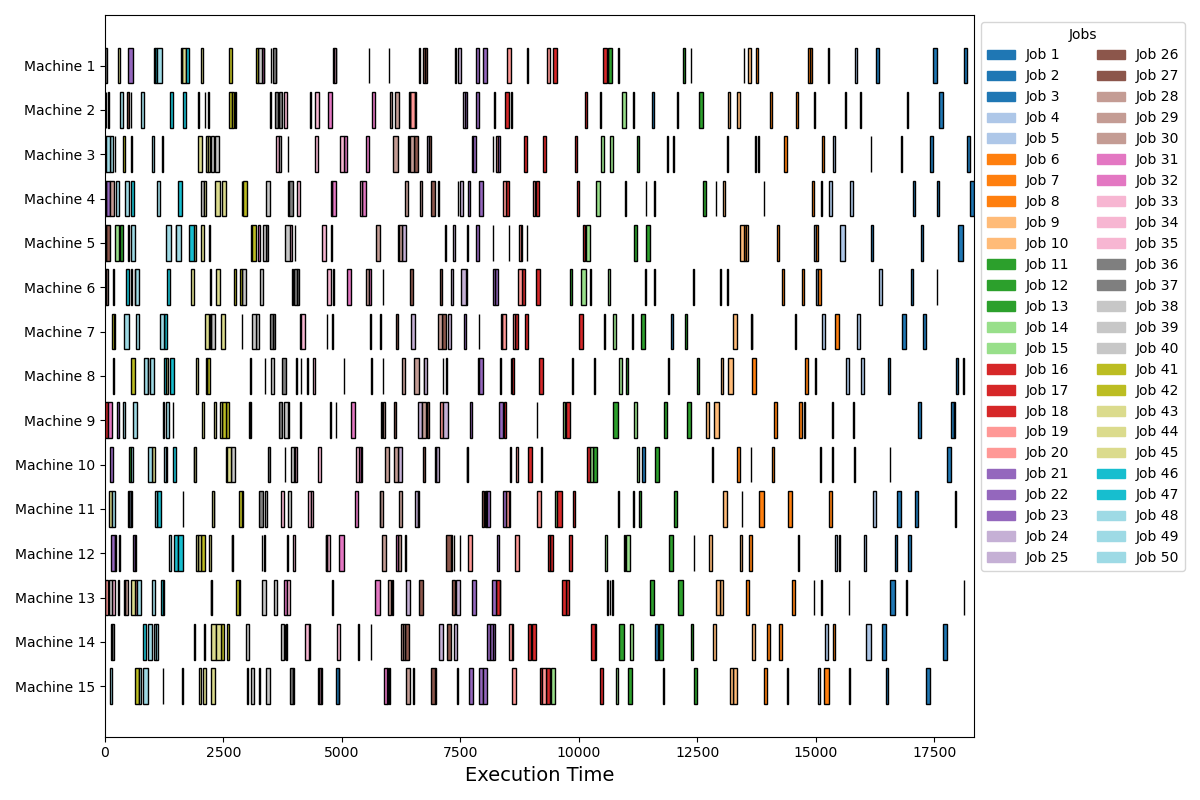 Machine 1
Machine 2
Machine 3
Machine 4
Machine 5
Machine 6
Machine 7
Machine 8
Machine 9
Machine 10
Machine 11
Machine 12
Machine 13
Machine 14
Machine 15
0 2500 5000 7500 10000 12500 15000 17500
Execution Time
Jobs
Job 1
Job 2
Job 3
Job 4
Job 5
Job 6
Job 7
Job 8
Job 9
Job 10
Job 11
Job 12
Job 13
Job 14
Job 15
Job 16
Job 17
Job 18
Job 19
Job 20
Job 21
Job 22
Job 23
Job 24
Job 25
Job 26
Job 27
Job 28
Job 29
Job 30
Job 31
Job 32
Job 33
Job 34
Job 35
Job 36
Job 37
Job 38
Job 39
Job 40
Job 41
Job 42
Job 43
Job 44
Job 45
Job 46
Job 47
Job 48
Job 49
Job 50